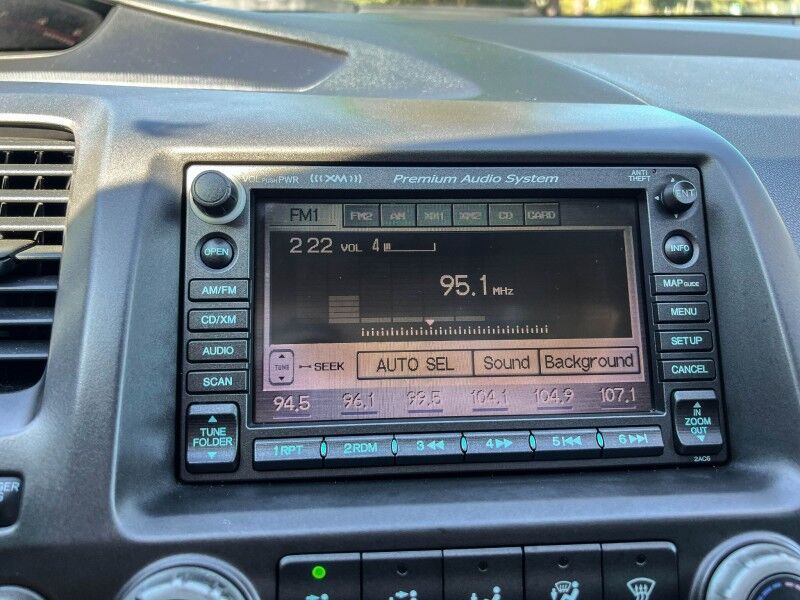 VOL PUSH PWR (((XM))) Premium Audio System ANTI THEFT
ENT
FM1 FM2 AM XM1 XM2 CD CARD
OPEN
2 22 VOL 4
INFO
95.1 MHz
AM/FM
MAP GUIDE
CD/XM
MENU
AUDIO
SETUP
TUNE SEEK AUTO SEL Sound Background
SCAN
CANCEL
94.5 96.1 99.5 104.1 104.9 107.1
TUNE
FOLDER
IN
ZOOM
OUT
1 RPT 2 RDM 3 4 5 6
2AC6
GER